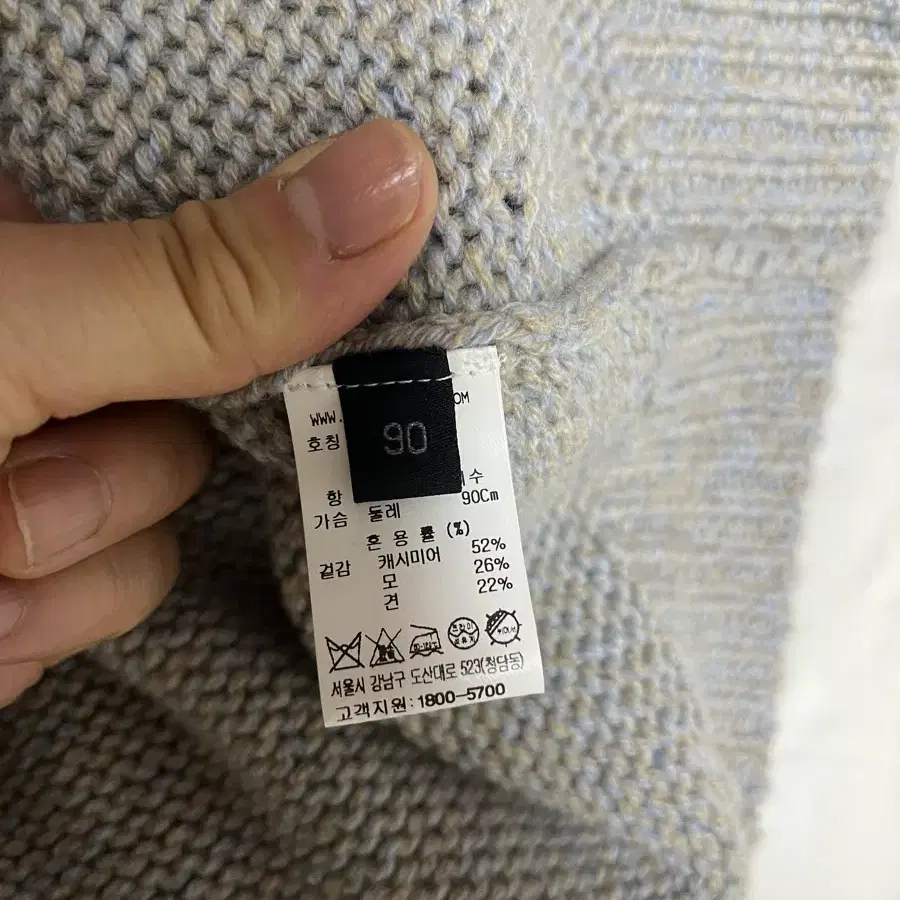 WWW. OM
호칭
90
항 수
가슴 둘레 90Cm
혼용률(%)
겉감 캐시미어 52%
모 26%
견 22%
서울시 강남구 도산대로 523(청담동)
고객지원:1800-5700